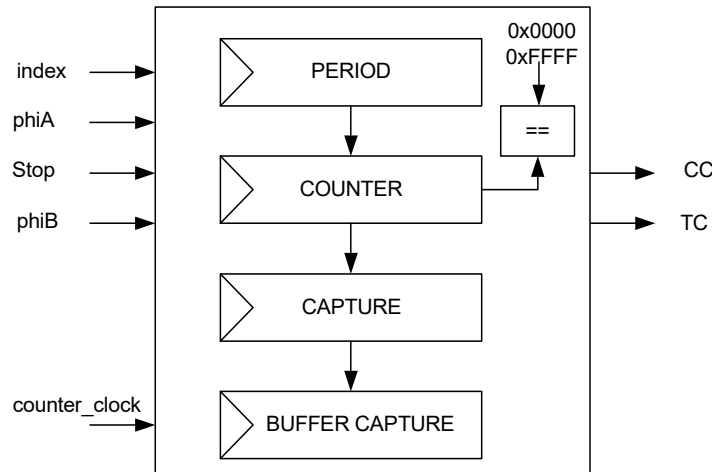 0x0000
0xFFFF
index
PERIOD
phiA
==
Stop
COUNTER
CC
phiB
TC
CAPTURE
counter_clock
BUFFER CAPTURE